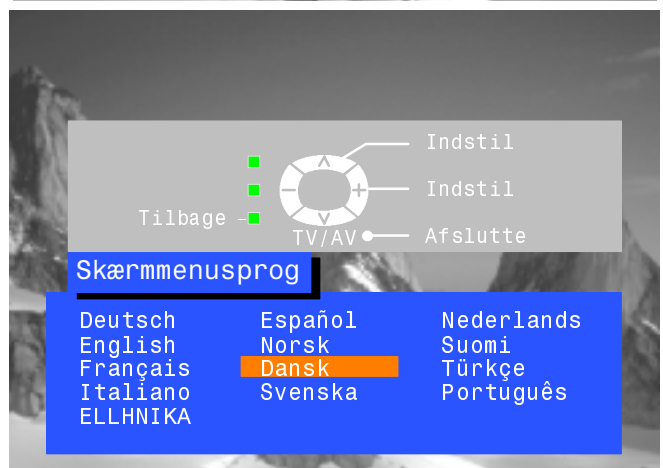 Indstil
Indstil
Tilbage
TV/AV Afslutte
Skærmmenusprog
Deutsch Español Nederlands
English Norsk Suomi
Français Dansk Türkçe
Italiano Svenska Português
ELLHNIKA